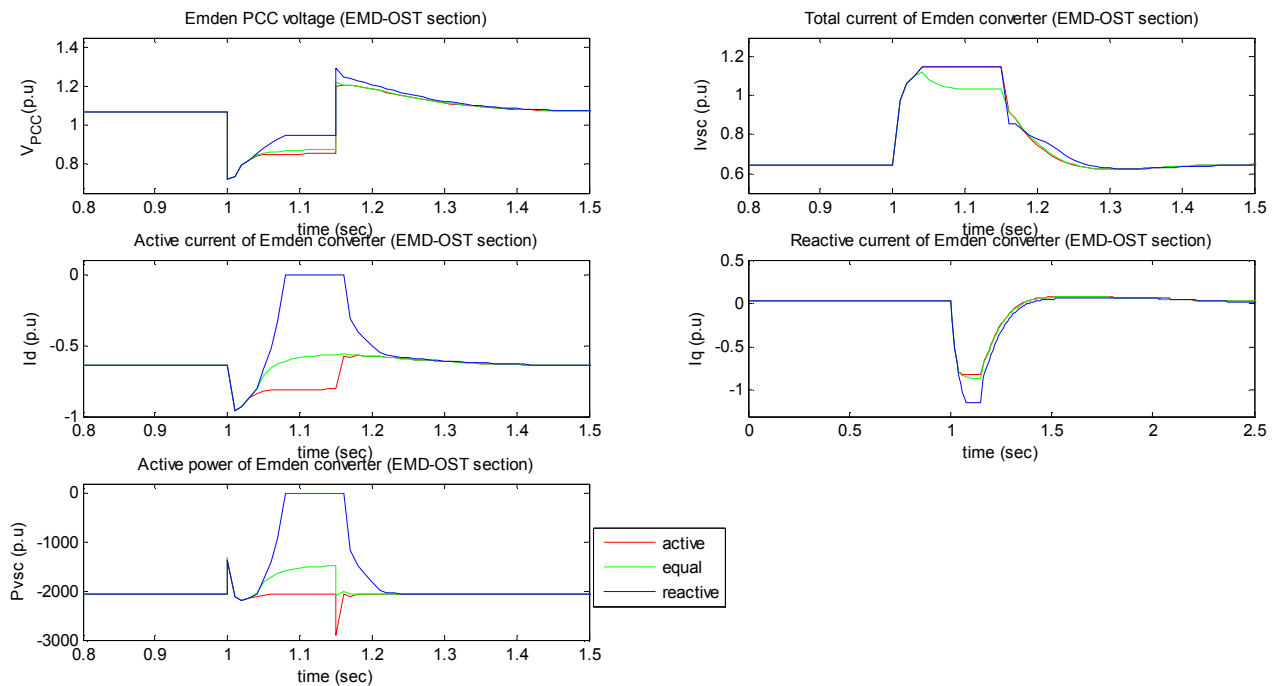 Emden PCC voltage (EMD-OST section)
1.4
1.2
1
0.8
V_PCC(p.u)
0.8 0.9 1 1.1 1.2 1.3 1.4 1.5
time (sec)
Total current of Emden converter (EMD-OST section)
1.2
1
0.8
0.6
Ivsc (p.u)
0.8 0.9 1 1.1 1.2 1.3 1.4 1.5
time (sec)
Active current of Emden converter (EMD-OST section)
0
-0.5
-1
Id (p.u)
0.8 0.9 1 1.1 1.2 1.3 1.4 1.5
time (sec)
Reactive current of Emden converter (EMD-OST section)
0.5
0
-0.5
-1
Iq (p.u)
0 0.5 1 1.5 2 2.5
time (sec)
Active power of Emden converter (EMD-OST section)
0
-1000
-2000
-3000
Pvsc (p.u)
0.8 0.9 1 1.1 1.2 1.3 1.4 1.5
time (sec)
active
equal
reactive